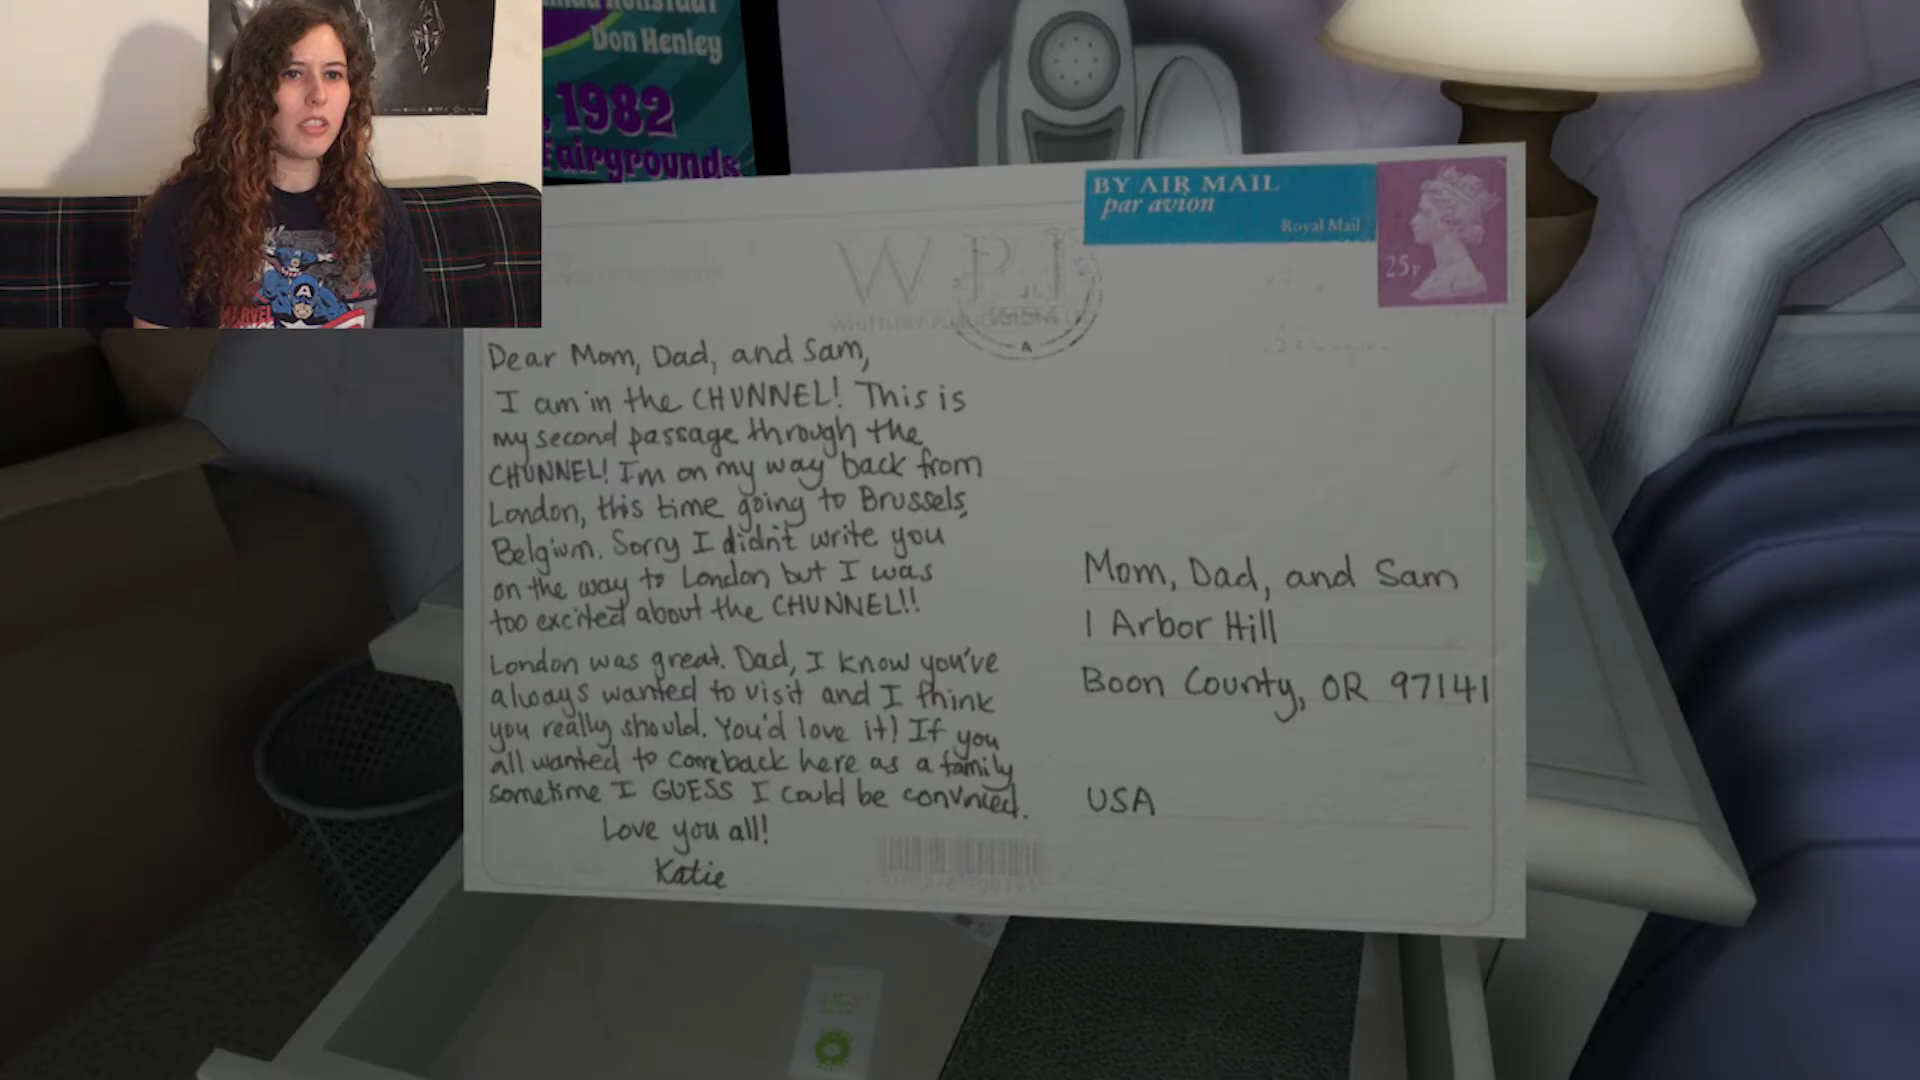 Don Henley
1982
Fairgrounds
BY AIR MAIL
par avion
Royal Mail
25P
WPI
JL
A
Dear Mom, Dad, and Sam,
I am in the CHUNNEL! This is
my second passage through the
CHUNNEL! I'm on my way back from
London, this time going to Brussels,
Belgium. Sorry I didn't write you
on the way to London but I was
too excited about the CHUNNEL!!
London was great. Dad, I know you've
always wanted to visit and I think
you really should. You'd love it! If you
all wanted to come back here as a family
sometime I GUESS I could be convinced.
Love you all!
Katie
Mom, Dad, and Sam
1 Arbor Hill
Boon County, OR 97141
USA
MARVEL
A